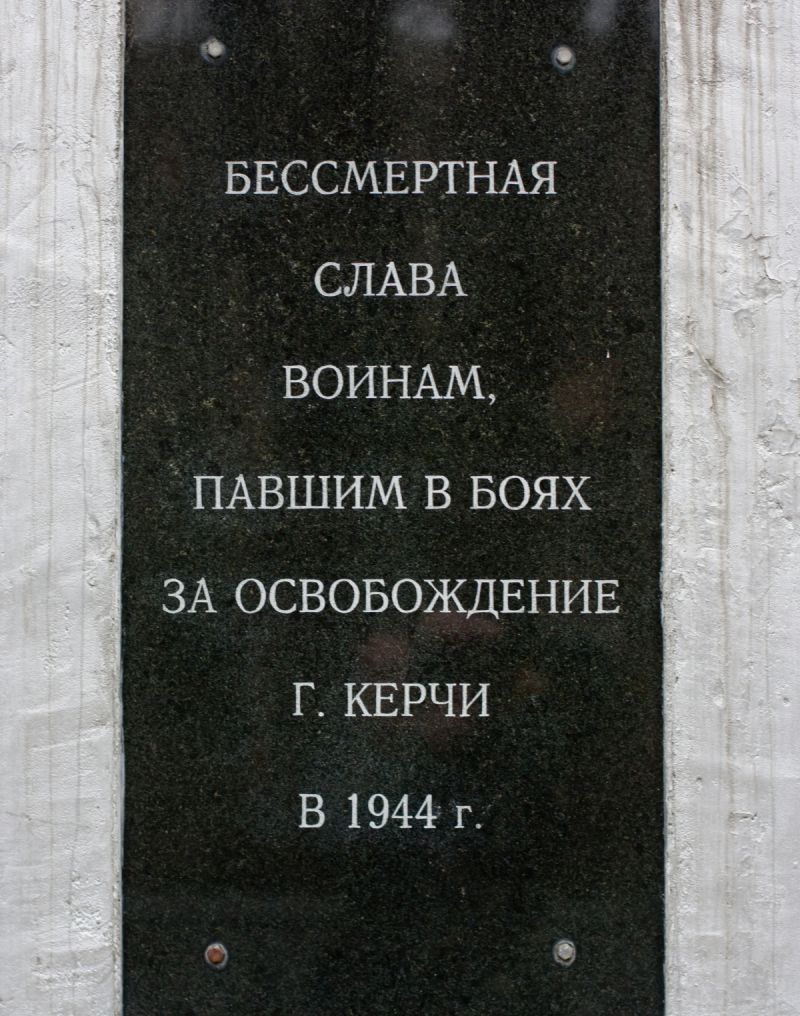 БЕССМЕРТНАЯ
СЛАВА
ВОИНАМ,
ПАВШИМ В БОЯХ
ЗА ОСВОБОЖДЕНИЕ
Г. КЕРЧИ
В 1944 г.